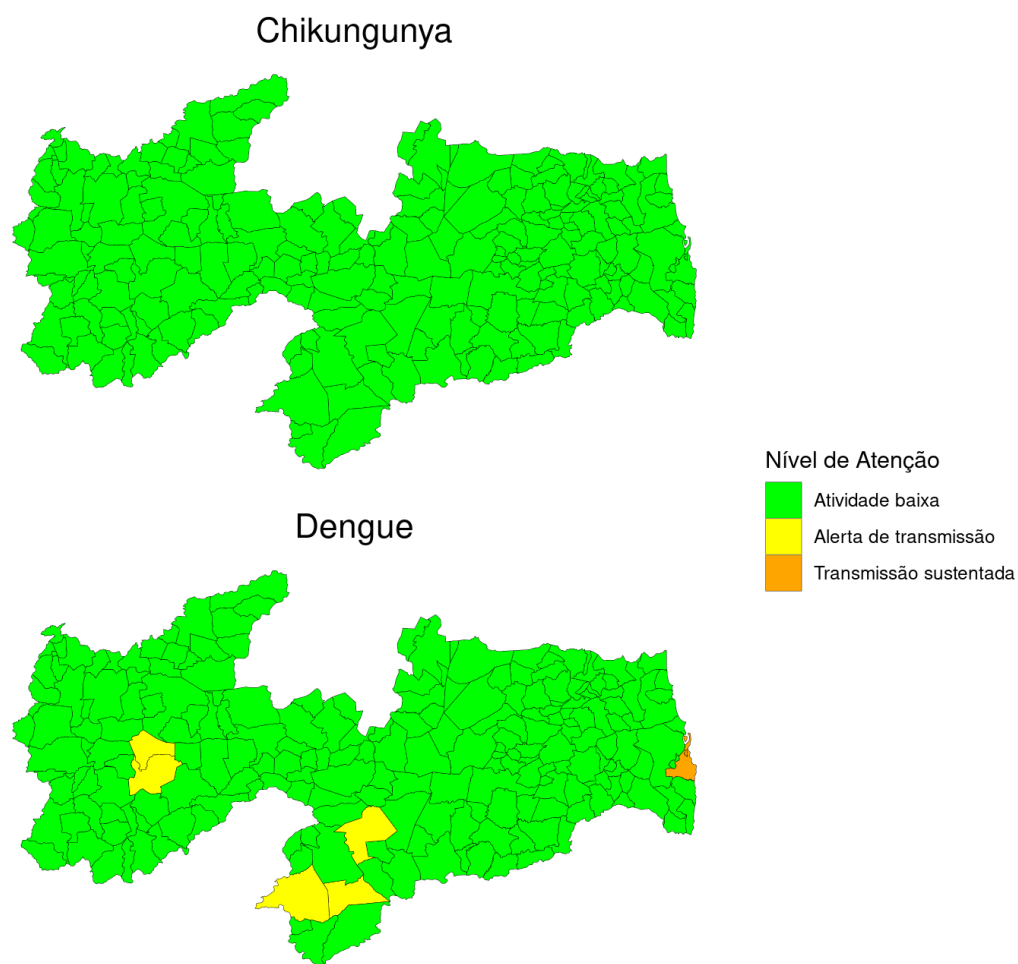 Chikungunya
Nível de Atenção
Atividade baixa
Alerta de transmissão
Transmissão sustentada
Dengue